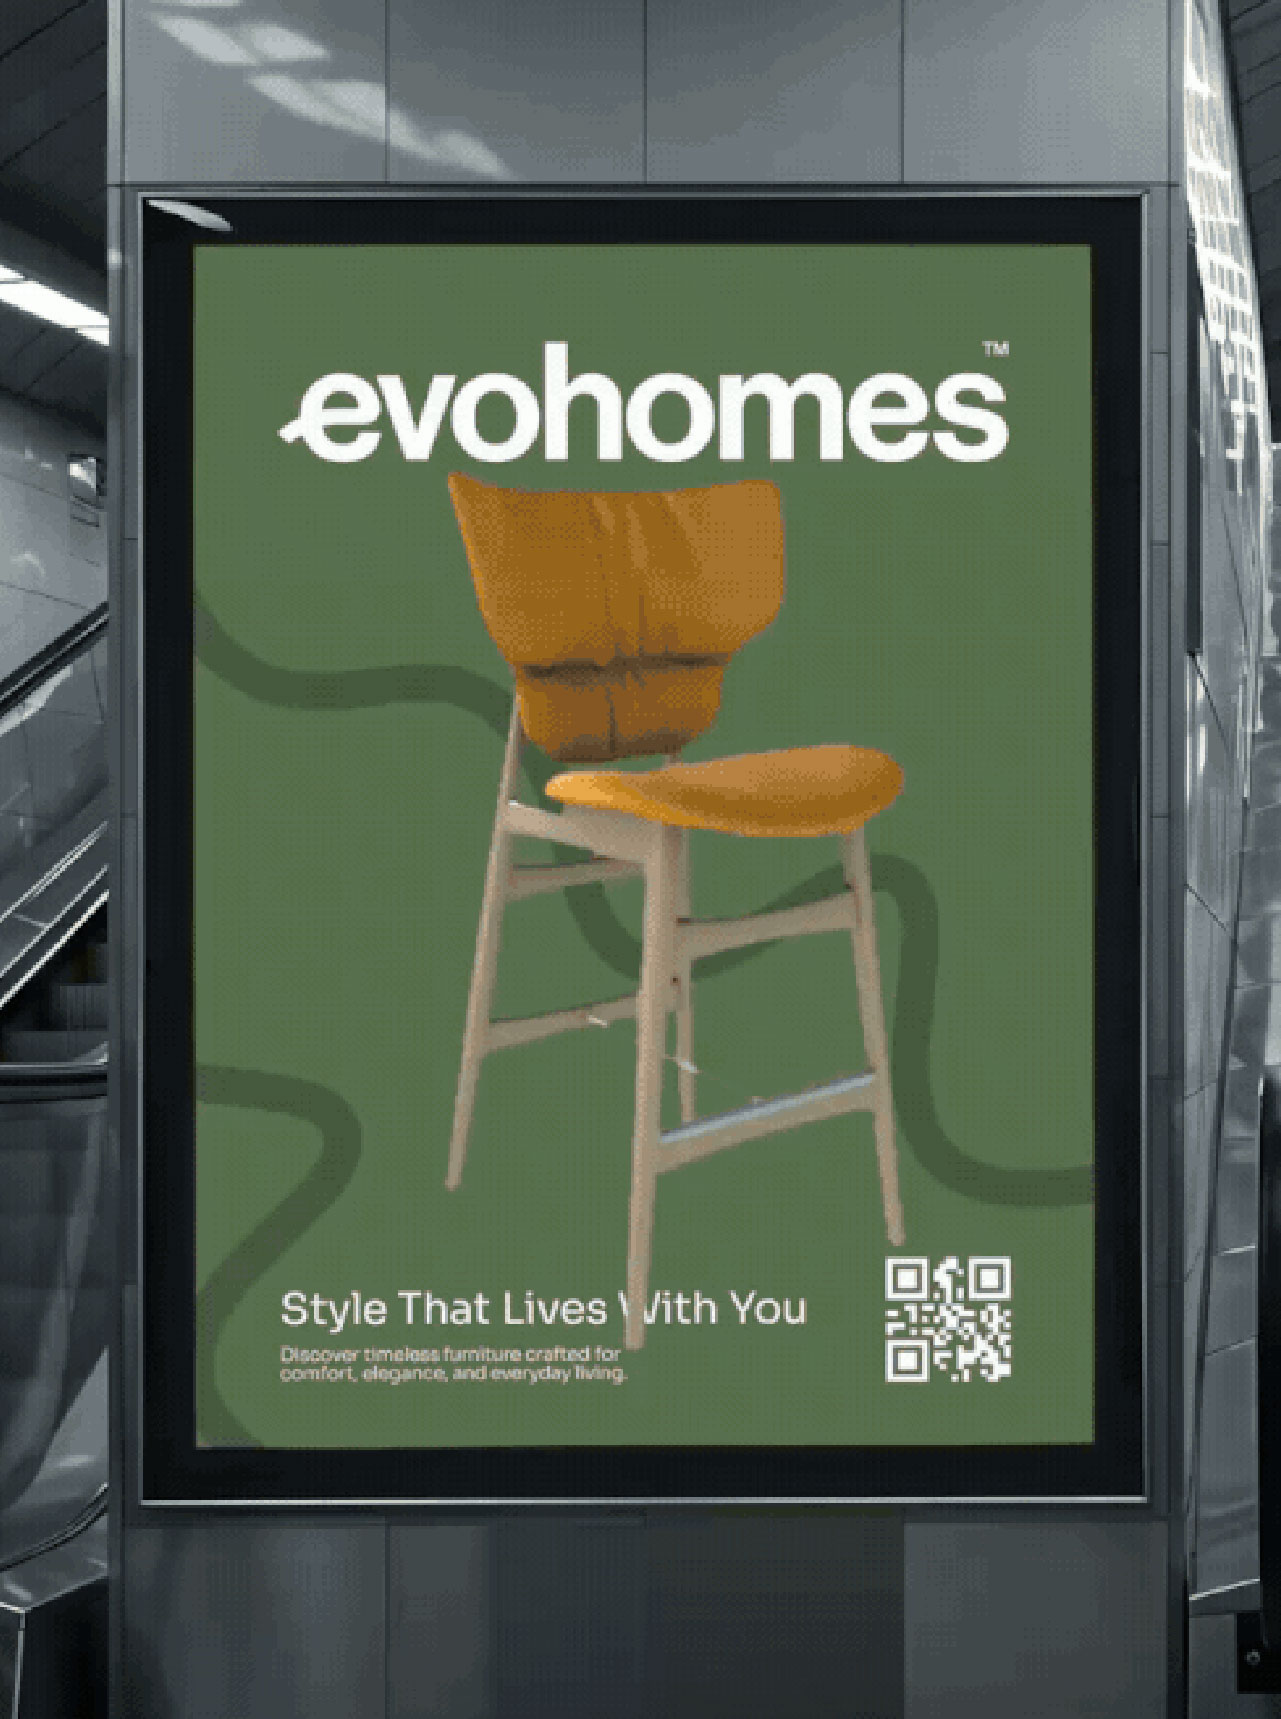 evohomes™
Style That Lives With You
Discover timeless furniture crafted for
comfort, elegance, and everyday living.